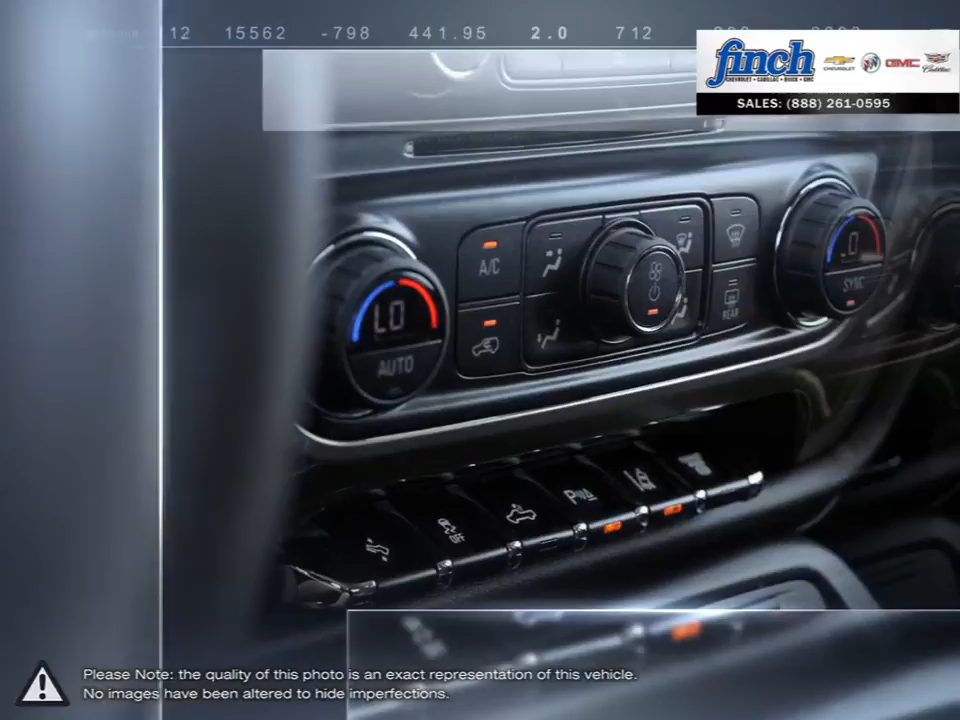 12 15562 -798 441.95 2.0 712
finch
CHEVROLET • CADILLAC • BUICK • GMC
CHEVROLET GMC Cadillac
SALES: (888) 261-0595
A/C
LO
AUTO
.0
SYNC
REAR
P
Please Note: the quality of this photo is an exact representation of this vehicle.
No images have been altered to hide imperfections.